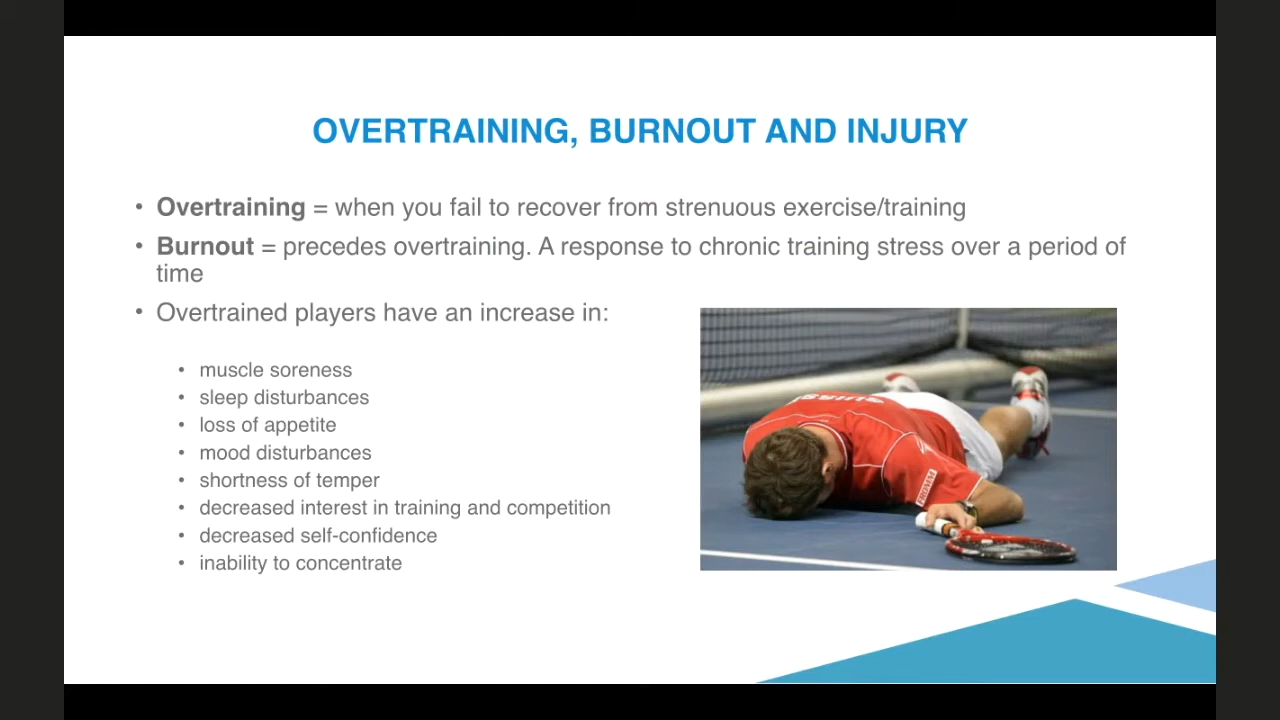 OVERTRAINING, BURNOUT AND INJURY
• Overtraining = when you fail to recover from strenuous exercise/training
• Burnout = precedes overtraining. A response to chronic training stress over a period of
time
• Overtrained players have an increase in:
• muscle soreness
• sleep disturbances
• loss of appetite
• mood disturbances
• shortness of temper
• decreased interest in training and competition
• decreased self-confidence
• inability to concentrate